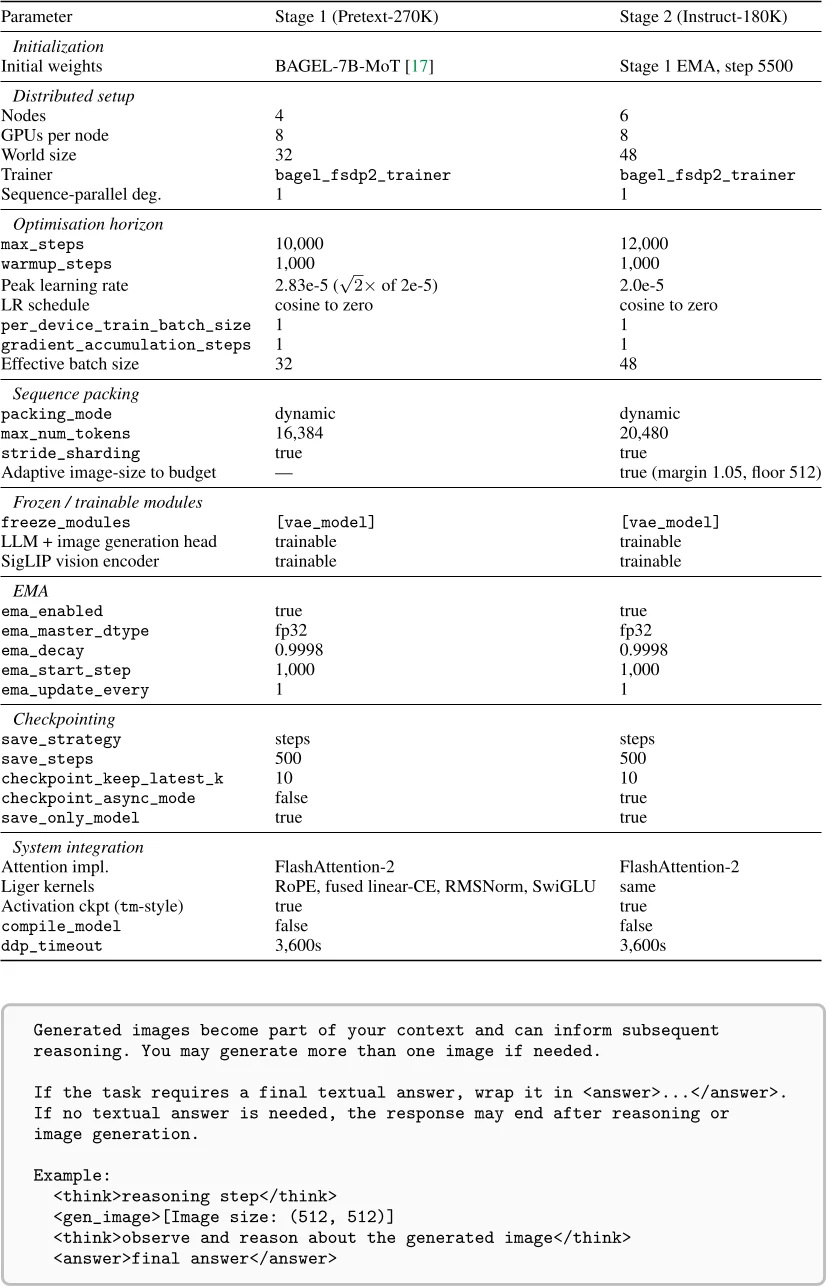 Parameter Stage 1 (Pretext-270K) Stage 2 (Instruct-180K)
Initialization
Initial weights BAGEL-7B-MoT [17] Stage 1 EMA, step 5500
Distributed setup
Nodes 4 6
GPUs per node 8 8
World size 32 48
Trainer bagel_fsdp2_trainer bagel_fsdp2_trainer
Sequence-parallel deg. 1 1
Optimisation horizon
max_steps 10,000 12,000
warmup_steps 1,000 1,000
Peak learning rate 2.83e-5 (√2× of 2e-5) 2.0e-5
LR schedule cosine to zero cosine to zero
per_device_train_batch_size 1 1
gradient_accumulation_steps 1 1
Effective batch size 32 48
Sequence packing
packing_mode dynamic dynamic
max_num_tokens 16,384 20,480
stride_sharding true true
Adaptive image-size to budget — true (margin 1.05, floor 512)
Frozen / trainable modules
freeze_modules [vae_model] [vae_model]
LLM + image generation head trainable trainable
SigLIP vision encoder trainable trainable
EMA
ema_enabled true true
ema_master_dtype fp32 fp32
ema_decay 0.9998 0.9998
ema_start_step 1,000 1,000
ema_update_every 1 1
Checkpointing
save_strategy steps steps
save_steps 500 500
checkpoint_keep_latest_k 10 10
checkpoint_async_mode false true
save_only_model true true
System integration
Attention impl. FlashAttention-2 FlashAttention-2
Liger kernels RoPE, fused linear-CE, RMSNorm, SwiGLU same
Activation ckpt (tm-style) true true
compile_model false false
ddp_timeout 3,600s 3,600s
Generated images become part of your context and can inform subsequent
reasoning. You may generate more than one image if needed.
If the task requires a final textual answer, wrap it in <answer>...</answer>.
If no textual answer is needed, the response may end after reasoning or
image generation.
Example:
<think>reasoning step</think>
<gen_image>[Image size: (512, 512)]
<think>observe and reason about the generated image</think>
<answer>final answer</answer>